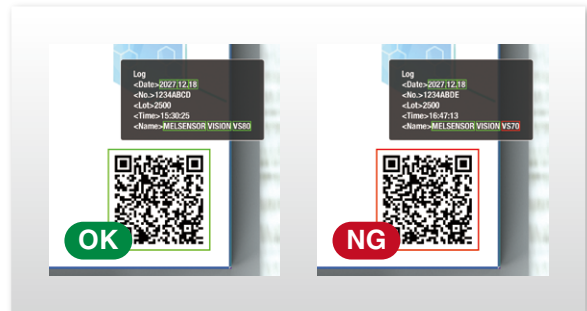 Log
<Date>2027.12.18
<No.>1234ABCD
<Lot>2500
<Time>15:30:25
<Name>MELSENSOR VISION VS80
OK
Log
<Date>2027.12.18
<No.>1234ABDE
<Lot>2500
<Time>16:47:13
<Name>MELSENSOR VISION VS70
NG